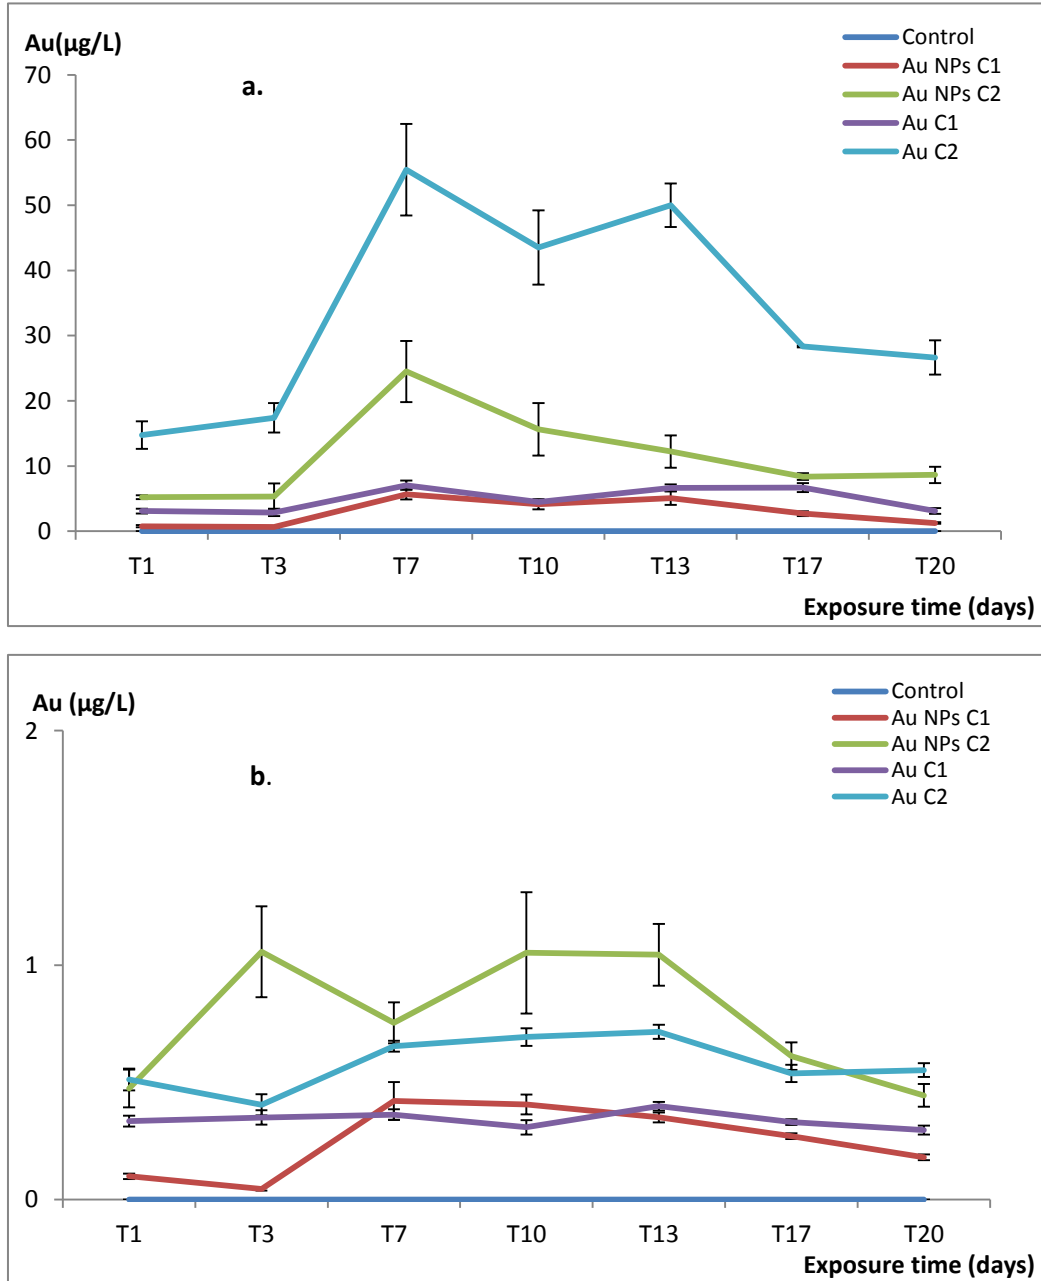 Au(µg/L)
a.
Control
Au NPs C1
Au NPs C2
Au C1
Au C2
70
60
50
40
30
20
10
0
T1 T3 T7 T10 T13 T17 T20
Exposure time (days)
Au (µg/L)
b.
Control
Au NPs C1
Au NPs C2
Au C1
Au C2
2
1
0
T1 T3 T7 T10 T13 T17 T20
Exposure time (days)